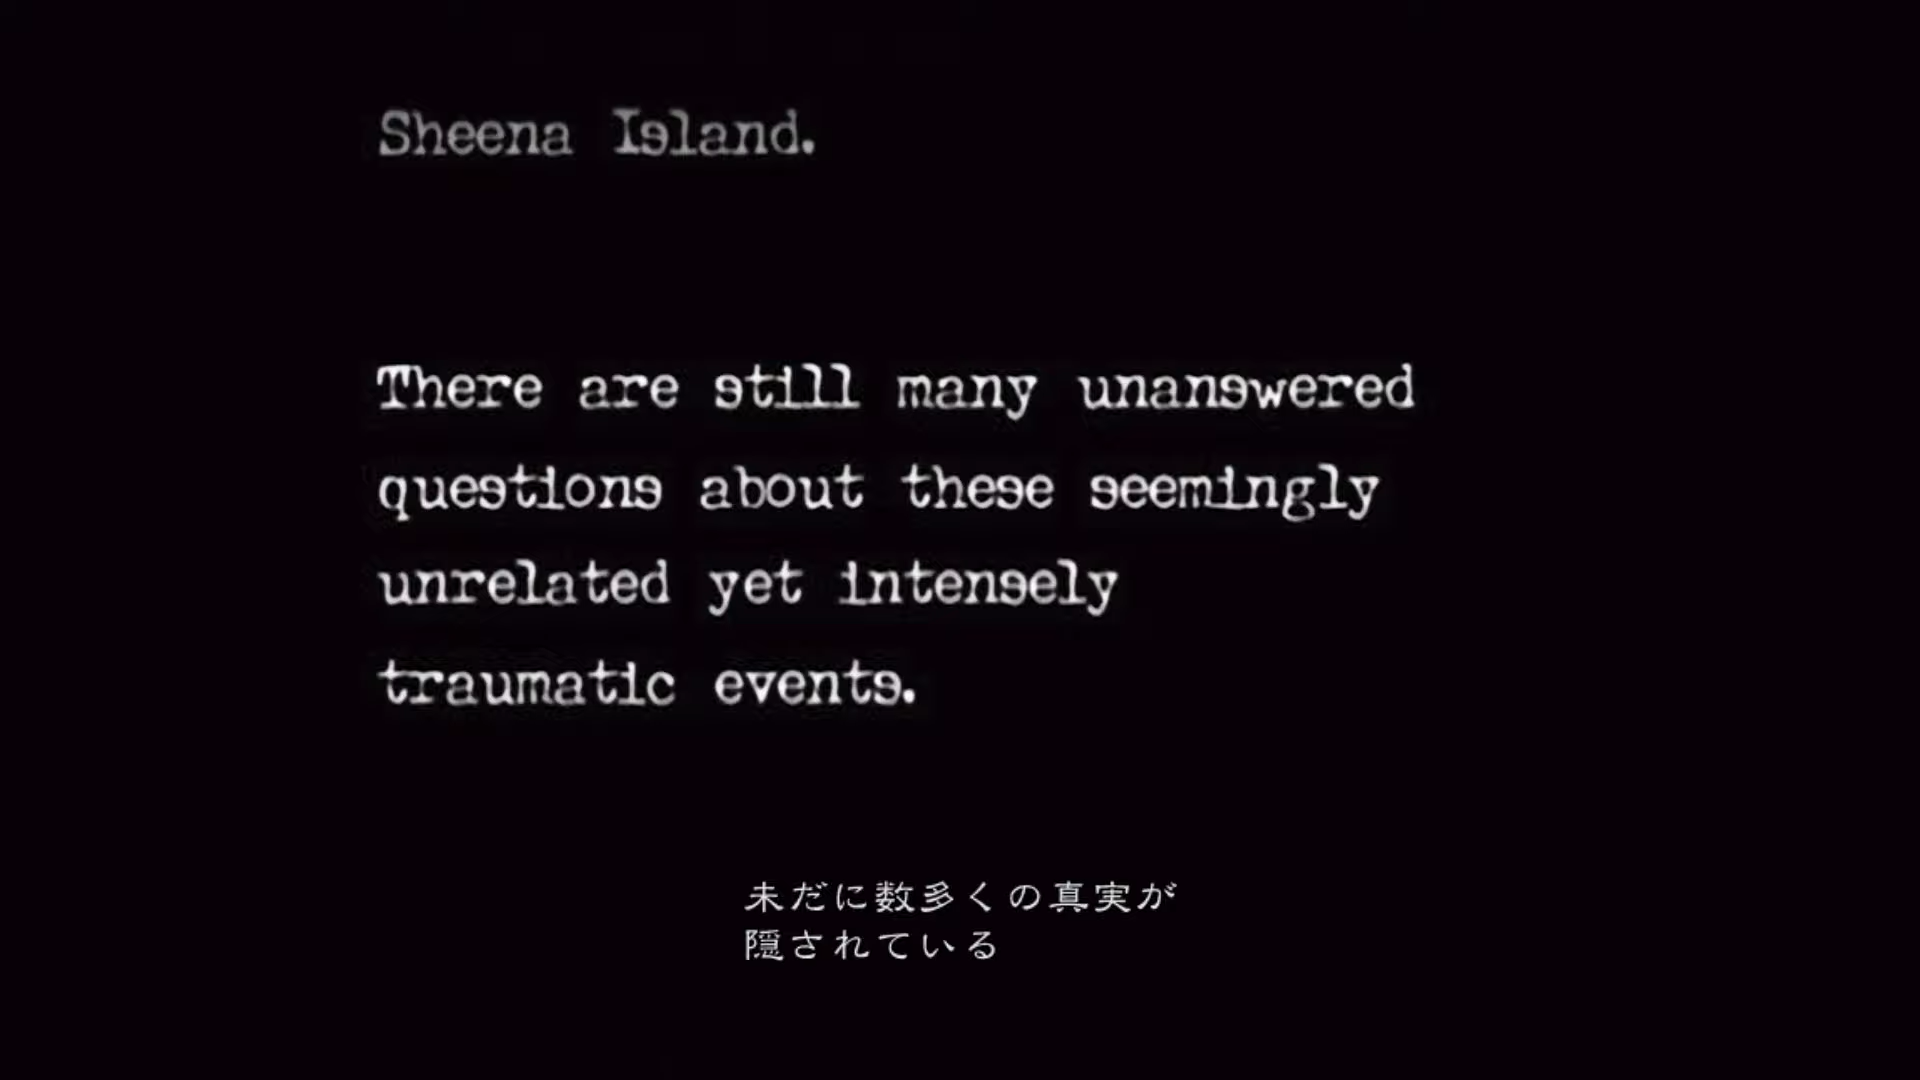 Sheena Island.
There are still many unanswered
questions about these seemingly
unrelated yet intensely
traumatic events.
未だに数多くの真実が
隠されている